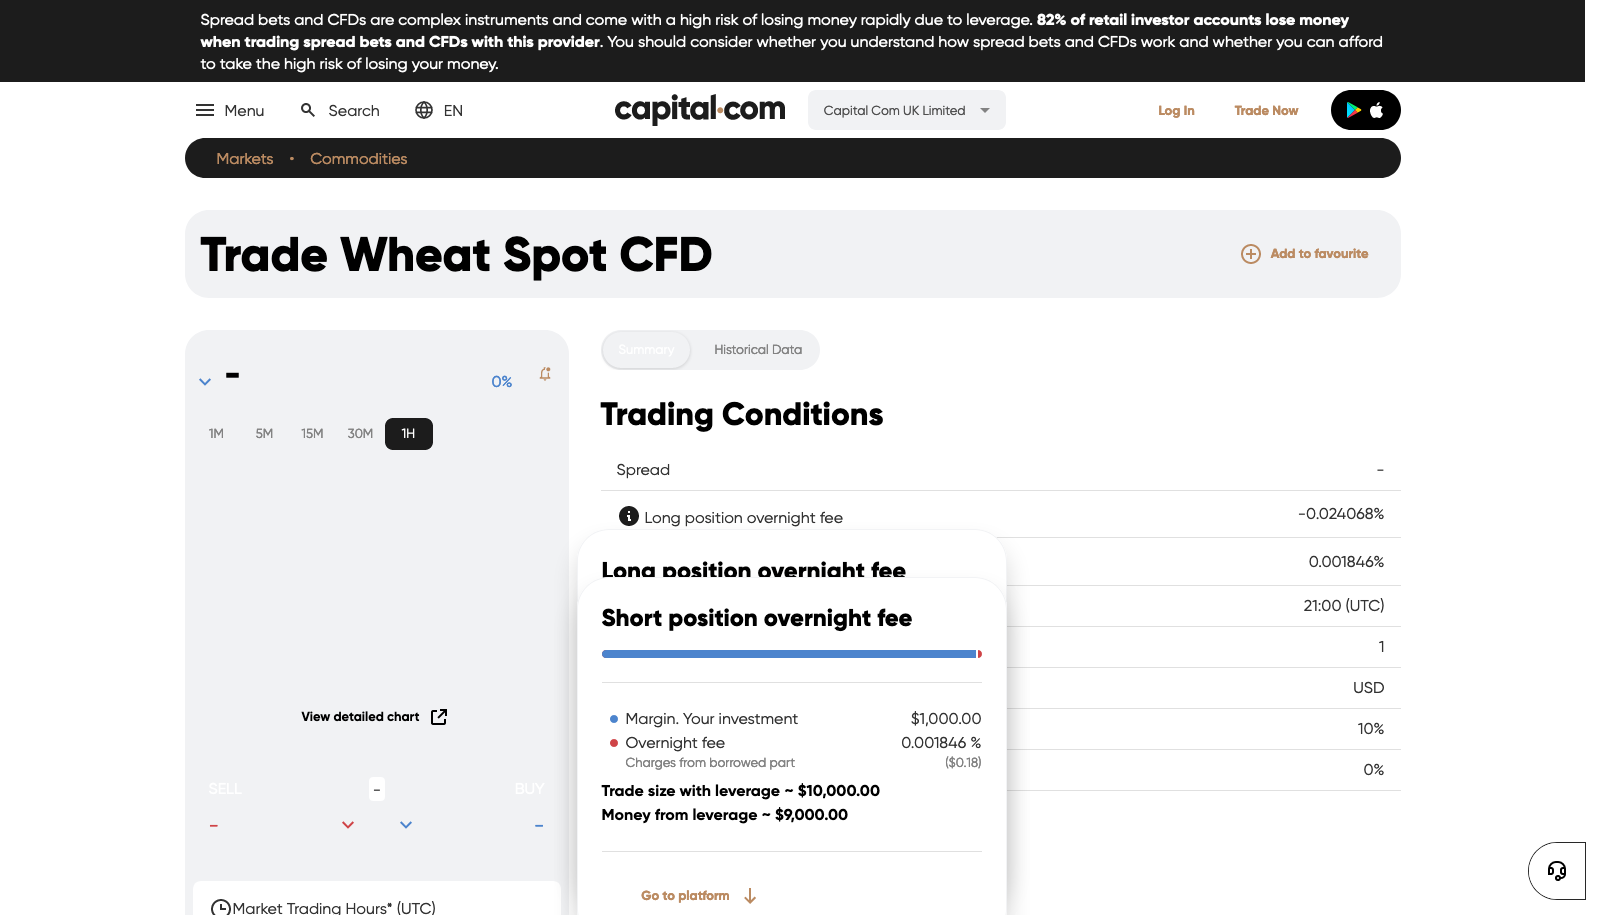 Spread bets and CFDs are complex instruments and come with a high risk of losing money rapidly due to leverage. 82% of retail investor accounts lose money
when trading spread bets and CFDs with this provider. You should consider whether you understand how spread bets and CFDs work and whether you can afford
to take the high risk of losing your money.
Menu Search EN capital.com Capital Com UK Limited Log In Trade Now
Markets • Commodities
Trade Wheat Spot CFD Add to favourite
- 0%
1M 5M 15M 30M 1H
View detailed chart
SELL - BUY
- -
Market Trading Hours* (UTC)
Summary Historical Data
Trading Conditions
Spread -
Long position overnight fee -0.024068%
0.001846%
21:00 (UTC)
1
USD
10%
0%
Long position overnight fee
Short position overnight fee
Margin. Your investment $1,000.00
Overnight fee 0.001846 %
Charges from borrowed part ($0.18)
Trade size with leverage ~ $10,000.00
Money from leverage ~ $9,000.00
Go to platform